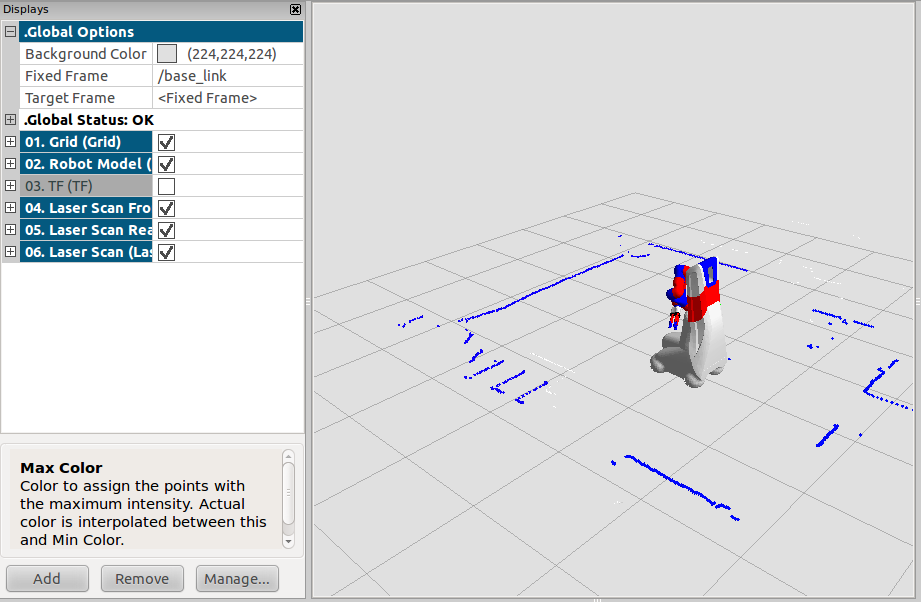 Displays
.Global Options
Background Color (224,224,224)
Fixed Frame /base_link
Target Frame <Fixed Frame>
.Global Status: OK
01. Grid (Grid)
02. Robot Model (
03. TF (TF)
04. Laser Scan Fro
05. Laser Scan Rea
06. Laser Scan (Las
Max Color
Color to assign the points with
the maximum intensity. Actual
color is interpolated between this
and Min Color.
Add Remove Manage...